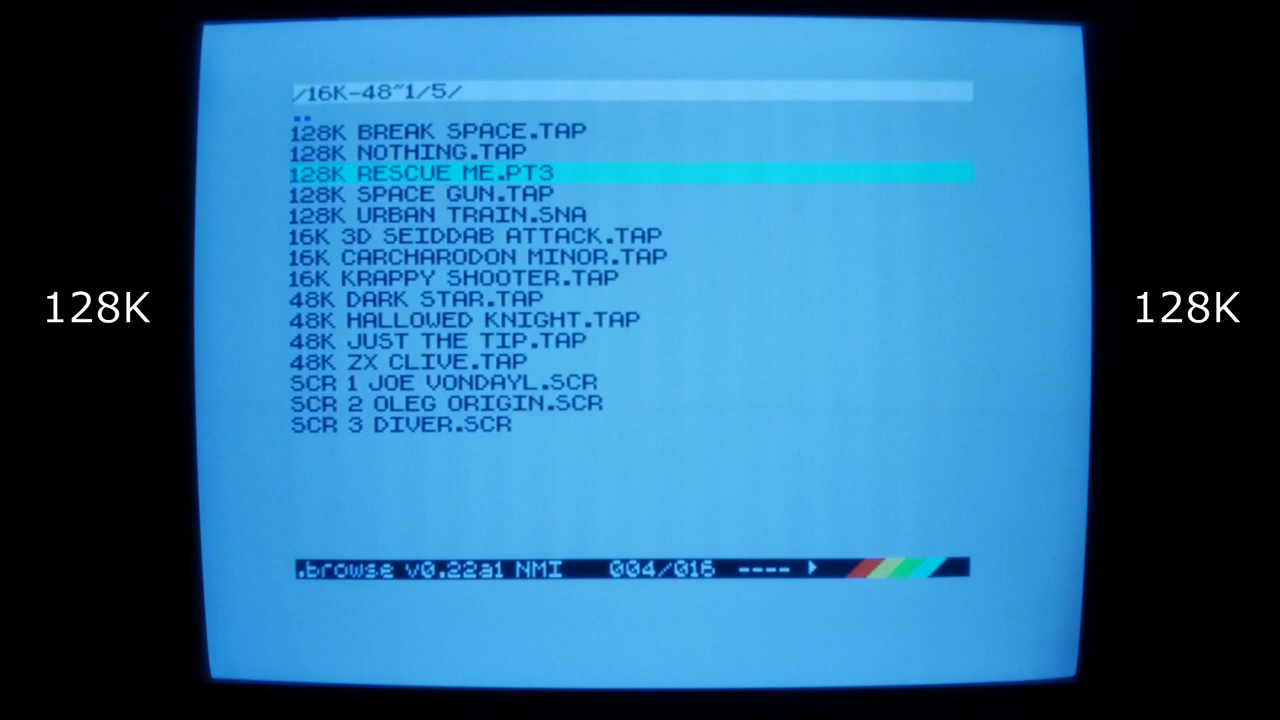 /16K-48~1/5/
..
128K BREAK SPACE.TAP
128K NOTHING.TAP
128K RESCUE ME.PT3
128K SPACE GUN.TAP
128K URBAN TRAIN.SNA
16K 3D SEIDDAB ATTACK.TAP
16K CARCHARODON MINOR.TAP
16K KRAPPY SHOOTER.TAP
128K
128K
48K DARK STAR.TAP
48K HALLOWED KNIGHT.TAP
48K JUST THE TIP.TAP
48K ZX CLIVE.TAP
SCR 1 JOE VONDAYL.SCR
SCR 2 OLEG ORIGIN.SCR
SCR 3 DIVER.SCR
.browse v0.22a1 NMI 004/016 ----